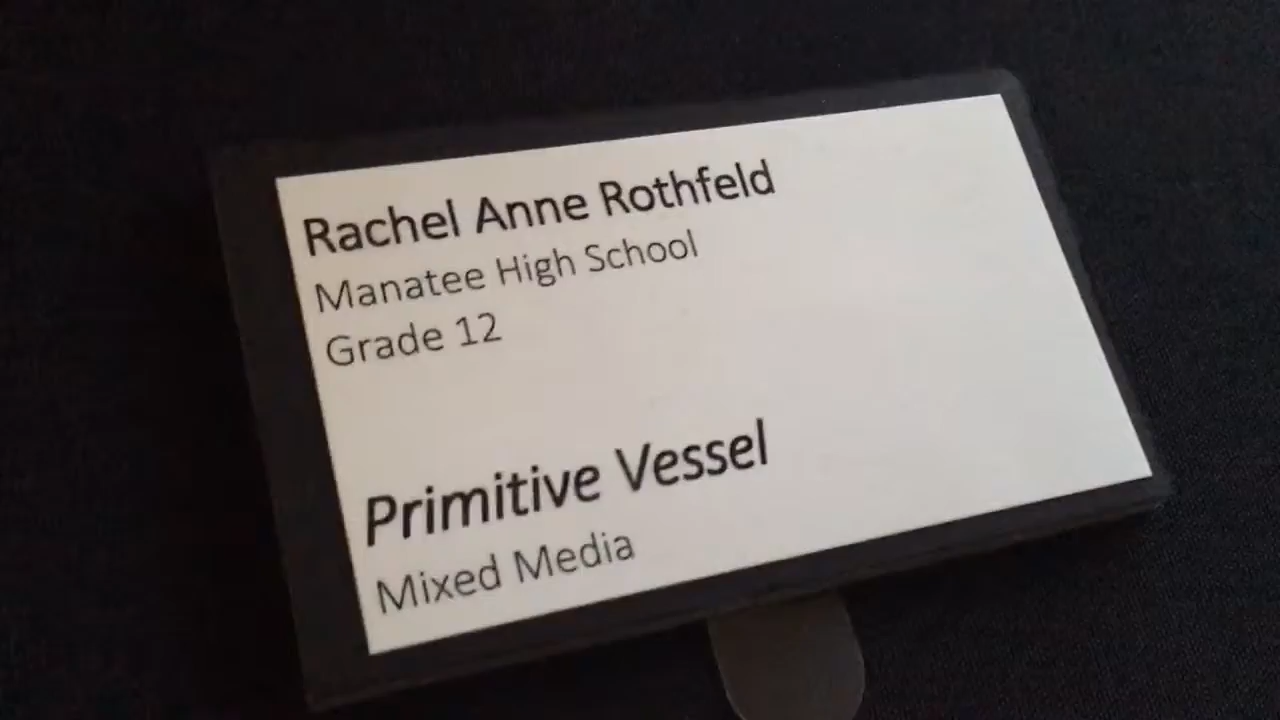 Rachel Anne Rothfeld
Manatee High School
Grade 12
Primitive Vessel
Mixed Media